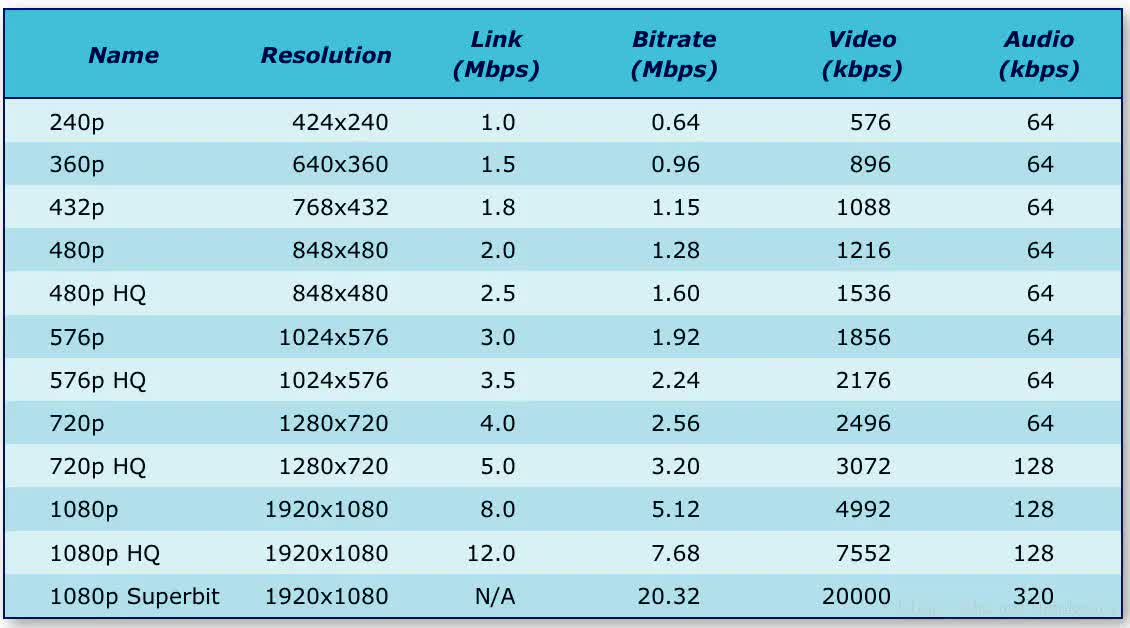 Name Resolution Link (Mbps) Bitrate (Mbps) Video (kbps) Audio (kbps)
240p 424x240 1.0 0.64 576 64
360p 640x360 1.5 0.96 896 64
432p 768x432 1.8 1.15 1088 64
480p 848x480 2.0 1.28 1216 64
480p HQ 848x480 2.5 1.60 1536 64
576p 1024x576 3.0 1.92 1856 64
576p HQ 1024x576 3.5 2.24 2176 64
720p 1280x720 4.0 2.56 2496 64
720p HQ 1280x720 5.0 3.20 3072 128
1080p 1920x1080 8.0 5.12 4992 128
1080p HQ 1920x1080 12.0 7.68 7552 128
1080p Superbit 1920x1080 N/A 20.32 20000 320